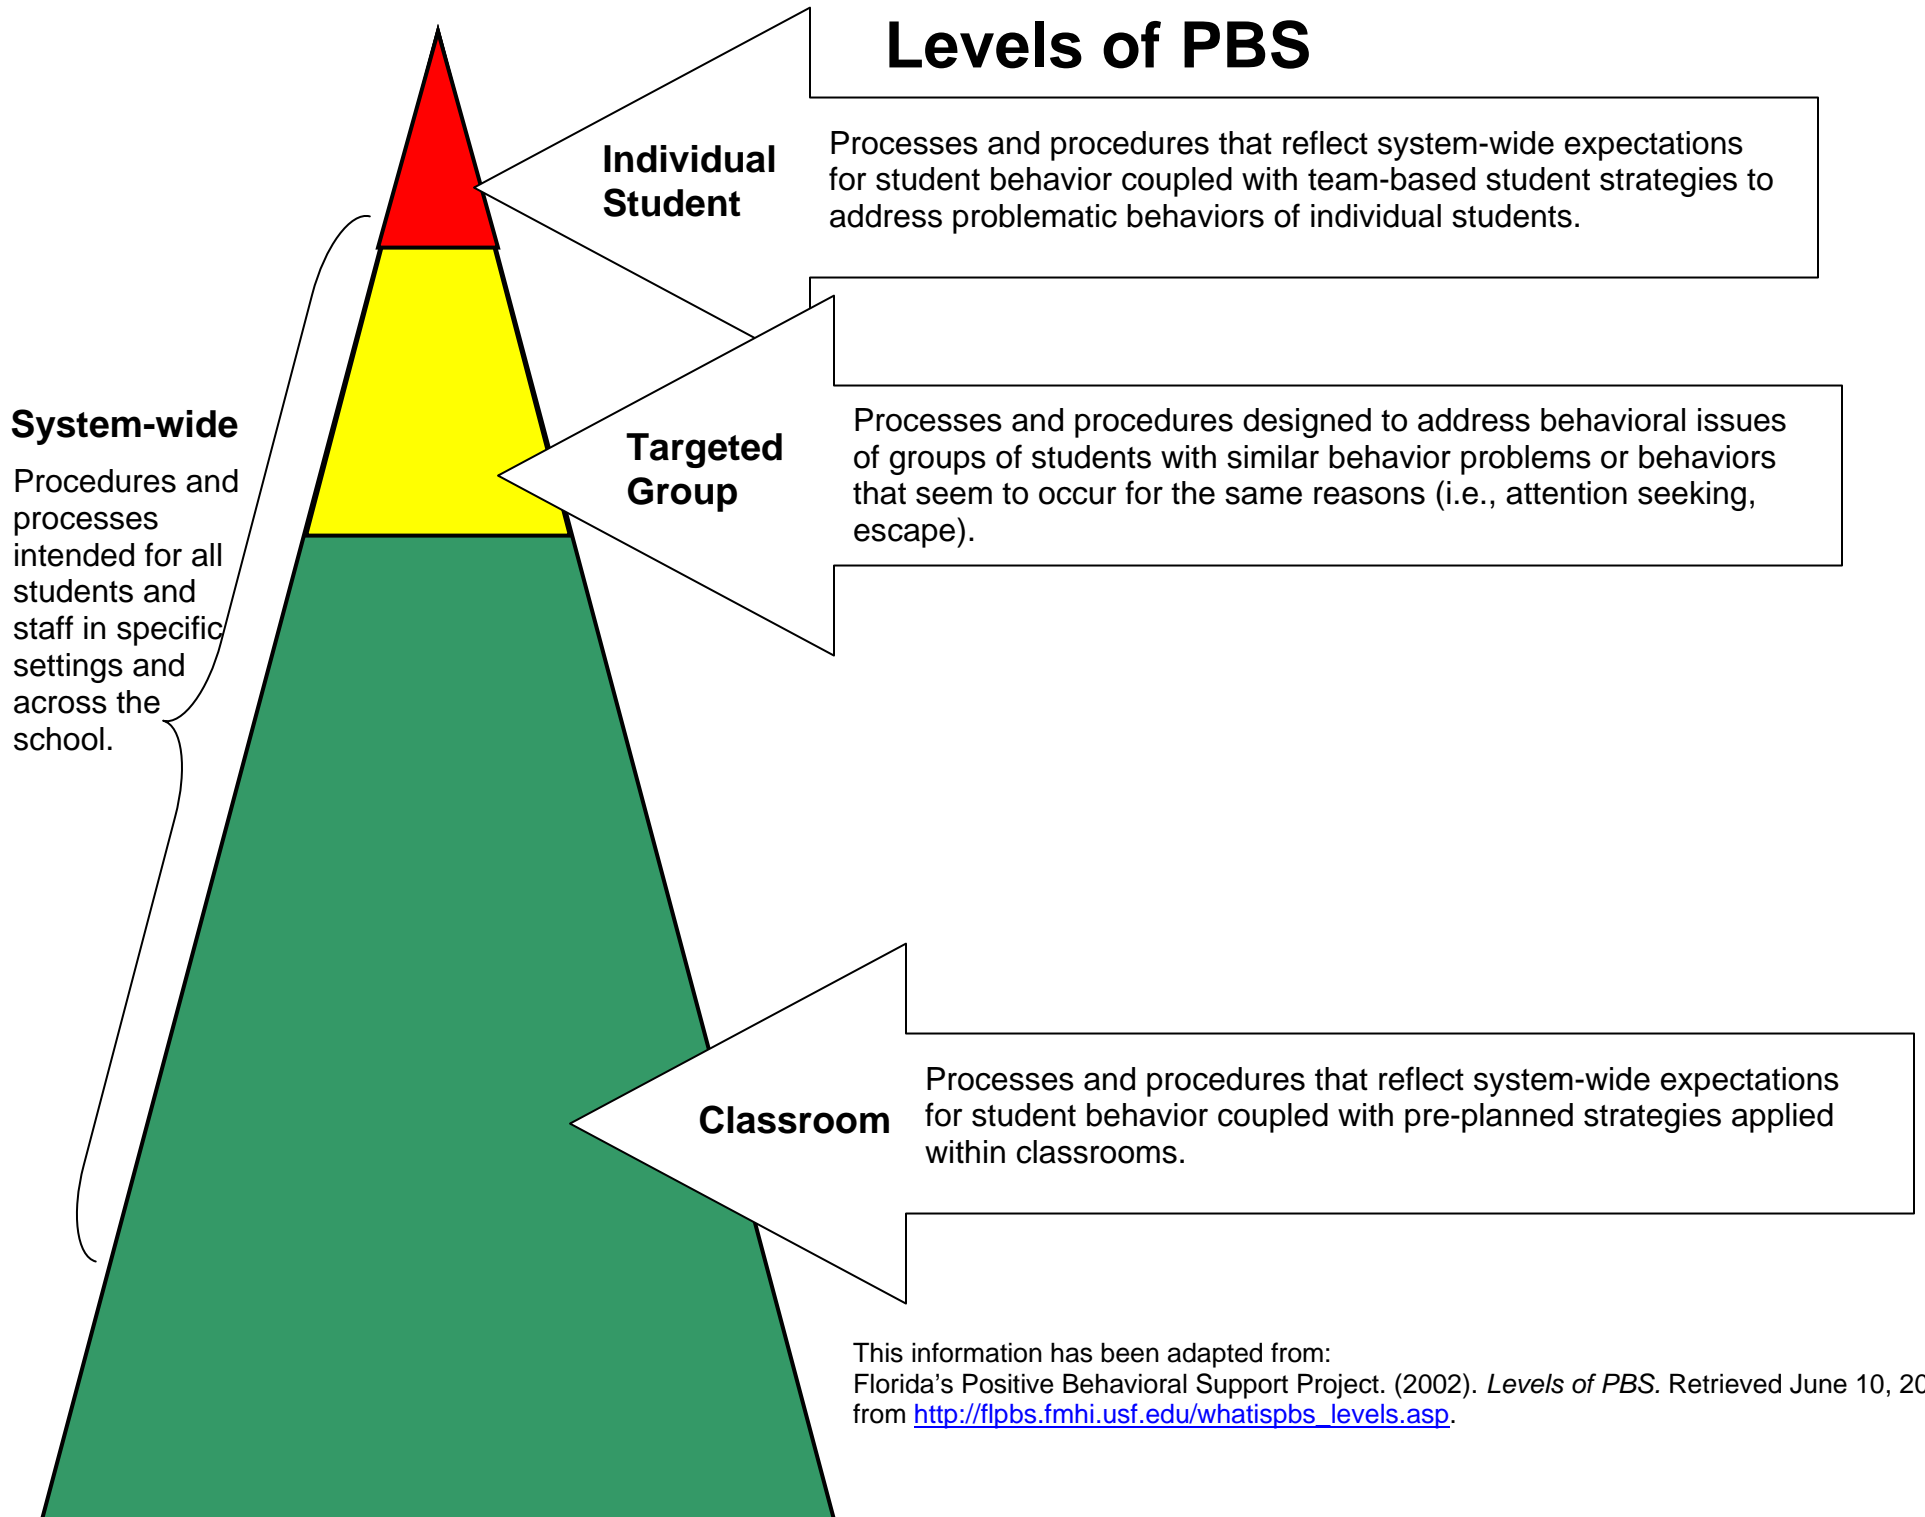 Levels of PBS
Individual
Student
Processes and procedures that reflect system-wide expectations
for student behavior coupled with team-based student strategies to
address problematic behaviors of individual students.
System-wide
Procedures and
processes
intended for all
students and
staff in specific
settings and
across the
school.
Targeted
Group
Processes and procedures designed to address behavioral issues
of groups of students with similar behavior problems or behaviors
that seem to occur for the same reasons (i.e., attention seeking,
escape).
Classroom
Processes and procedures that reflect system-wide expectations
for student behavior coupled with pre-planned strategies applied
within classrooms.
This information has been adapted from:
Florida's Positive Behavioral Support Project. (2002). Levels of PBS. Retrieved June 10,
from http://flpbs.fmhi.usf.edu/whatispbs_levels.asp.